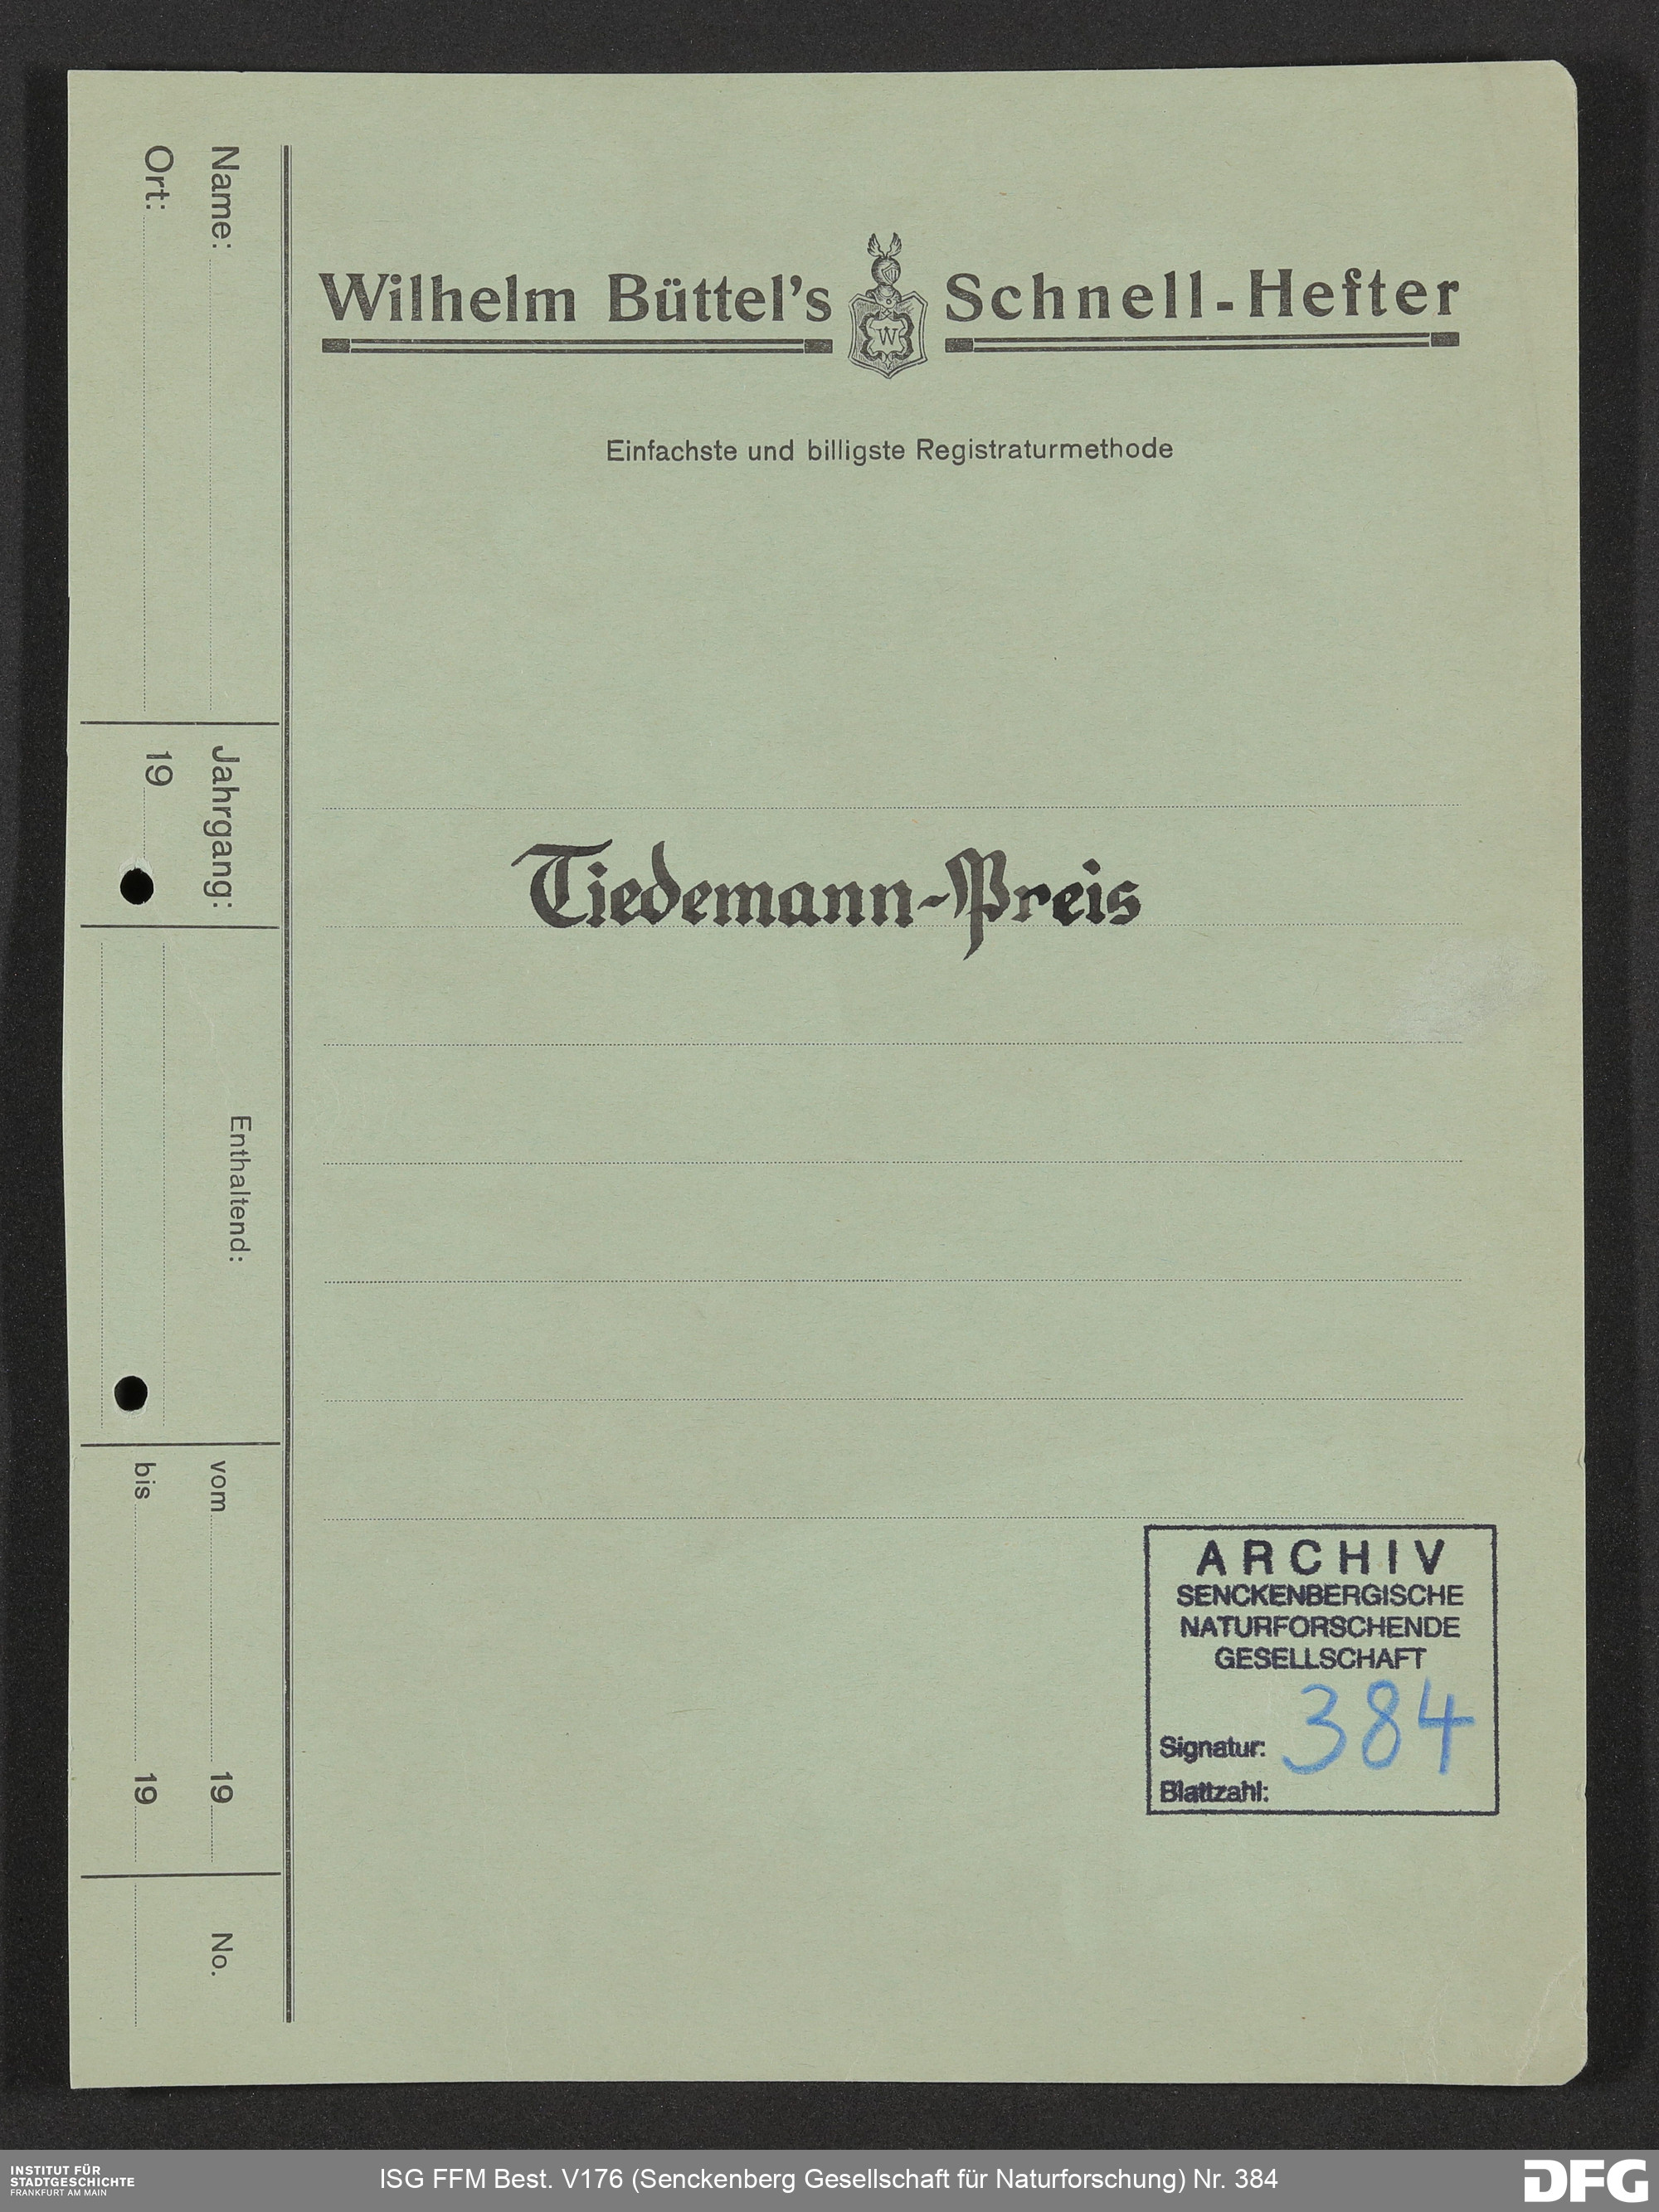 Wilhelm Büttel's Schnell-Hefter
W
Einfachste und billigste Registraturmethode
Tiedemann-Preis
Name:
Ort:
Jahrgang:
19
Enthaltend:
vom 19
bis 19
No.
ARCHIV
SENCKENBERGISCHE
NATURFORSCHENDE
GESELLSCHAFT
Signatur: 384
Blattzahl:
INSTITUT FÜR
STADTGESCHICHTE
FRANKFURT AM MAIN
ISG FFM Best. V176 (Senckenberg Gesellschaft für Naturforschung) Nr. 384
DFG